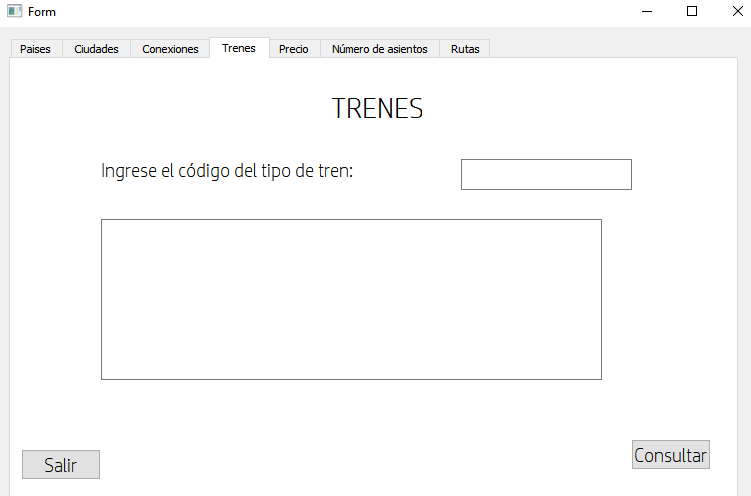 Form
Paises Ciudades Conexiones Trenes Precio Número de asientos Rutas
TRENES
Ingrese el código del tipo de tren:
Salir
Consultar